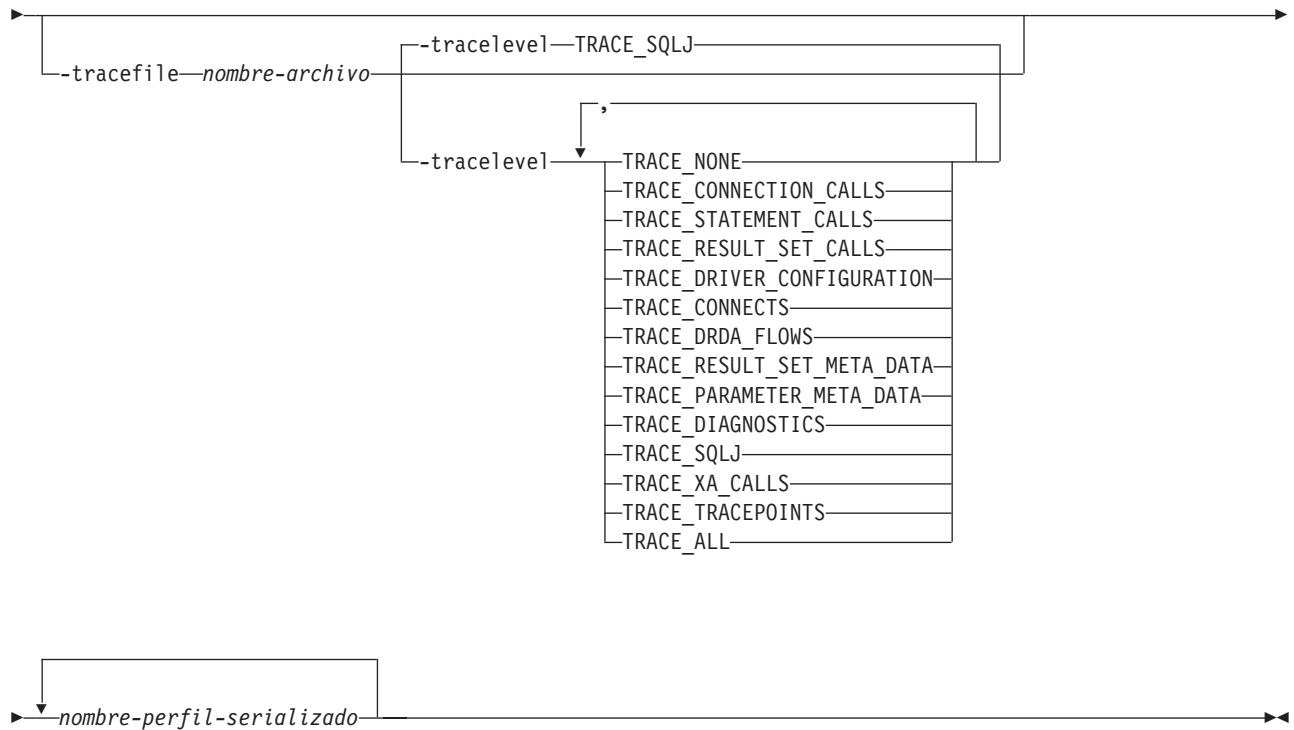 -tracelevel TRACE_SQLJ
-tracefile nombre-archivo
,
-tracelevel TRACE_NONE
TRACE_CONNECTION_CALLS
TRACE_STATEMENT_CALLS
TRACE_RESULT_SET_CALLS
TRACE_DRIVER_CONFIGURATION
TRACE_CONNECTS
TRACE_DRDA_FLOWS
TRACE_RESULT_SET_META_DATA
TRACE_PARAMETER_META_DATA
TRACE_DIAGNOSTICS
TRACE_SQLJ
TRACE_XA_CALLS
TRACE_TRACEPOINTS
TRACE_ALL
nombre-perfil-serializado